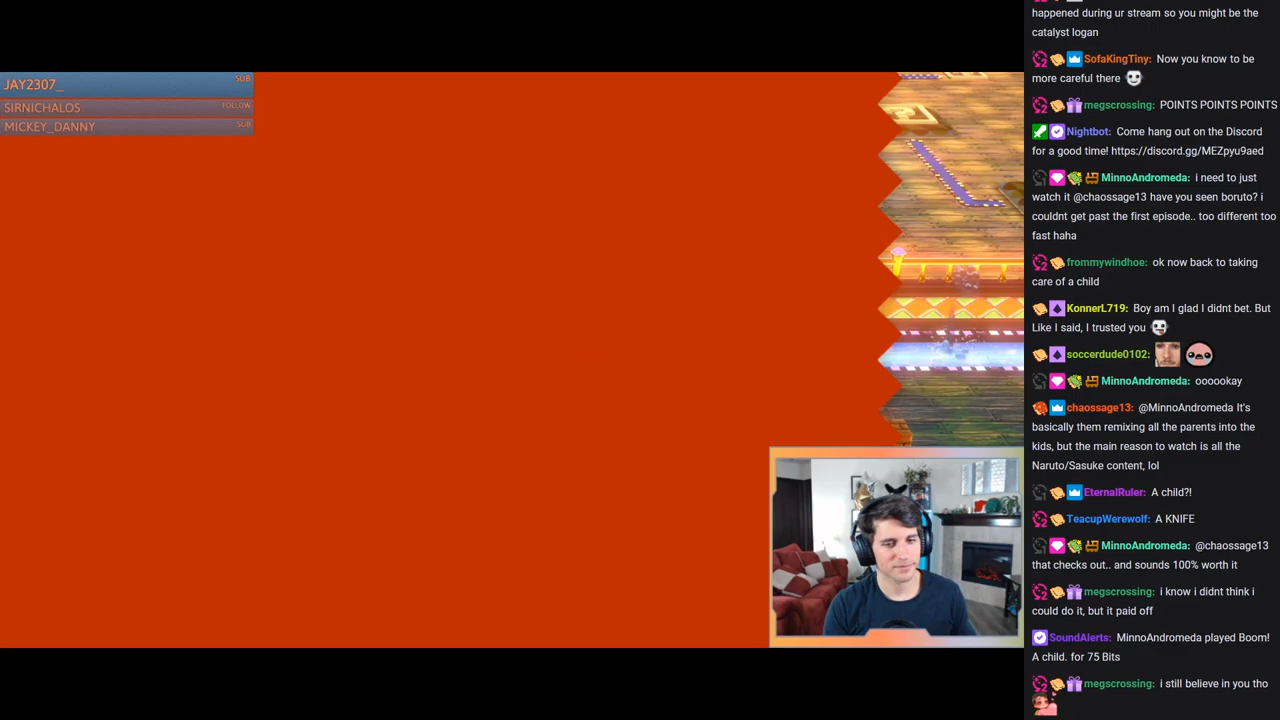 JAY2307_
SUB
SIRNICHALOS
FOLLOW
MICKEY_DANNY
SUB
happened during ur stream so you might be the
catalyst logan
SofaKingTiny: Now you know to be
more careful there
megscrossing: POINTS POINTS POINTS
Nightbot: Come hang out on the Discord
for a good time! https://discord.gg/MEZpyu9aed
MinnoAndromeda: i need to just
watch it @chaossage13 have you seen boruto? i
couldnt get past the first episode.. too different too
fast haha
frommywindhoe: ok now back to taking
care of a child
KonnerL719: Boy am I glad I didnt bet. But
Like I said, I trusted you
soccerdude0102:
MinnoAndromeda: ooookay
chaossage13: @MinnoAndromeda It's
basically them remixing all the parents into the
kids, but the main reason to watch is all the
Naruto/Sasuke content, lol
EternalRuler: A child?!
TeacupWerewolf: A KNIFE
MinnoAndromeda: @chaossage13
that checks out.. and sounds 100% worth it
megscrossing: i know i didnt think i
could do it, but it paid off
SoundAlerts: MinnoAndromeda played Boom!
A child. for 75 Bits
megscrossing: i still believe in you tho